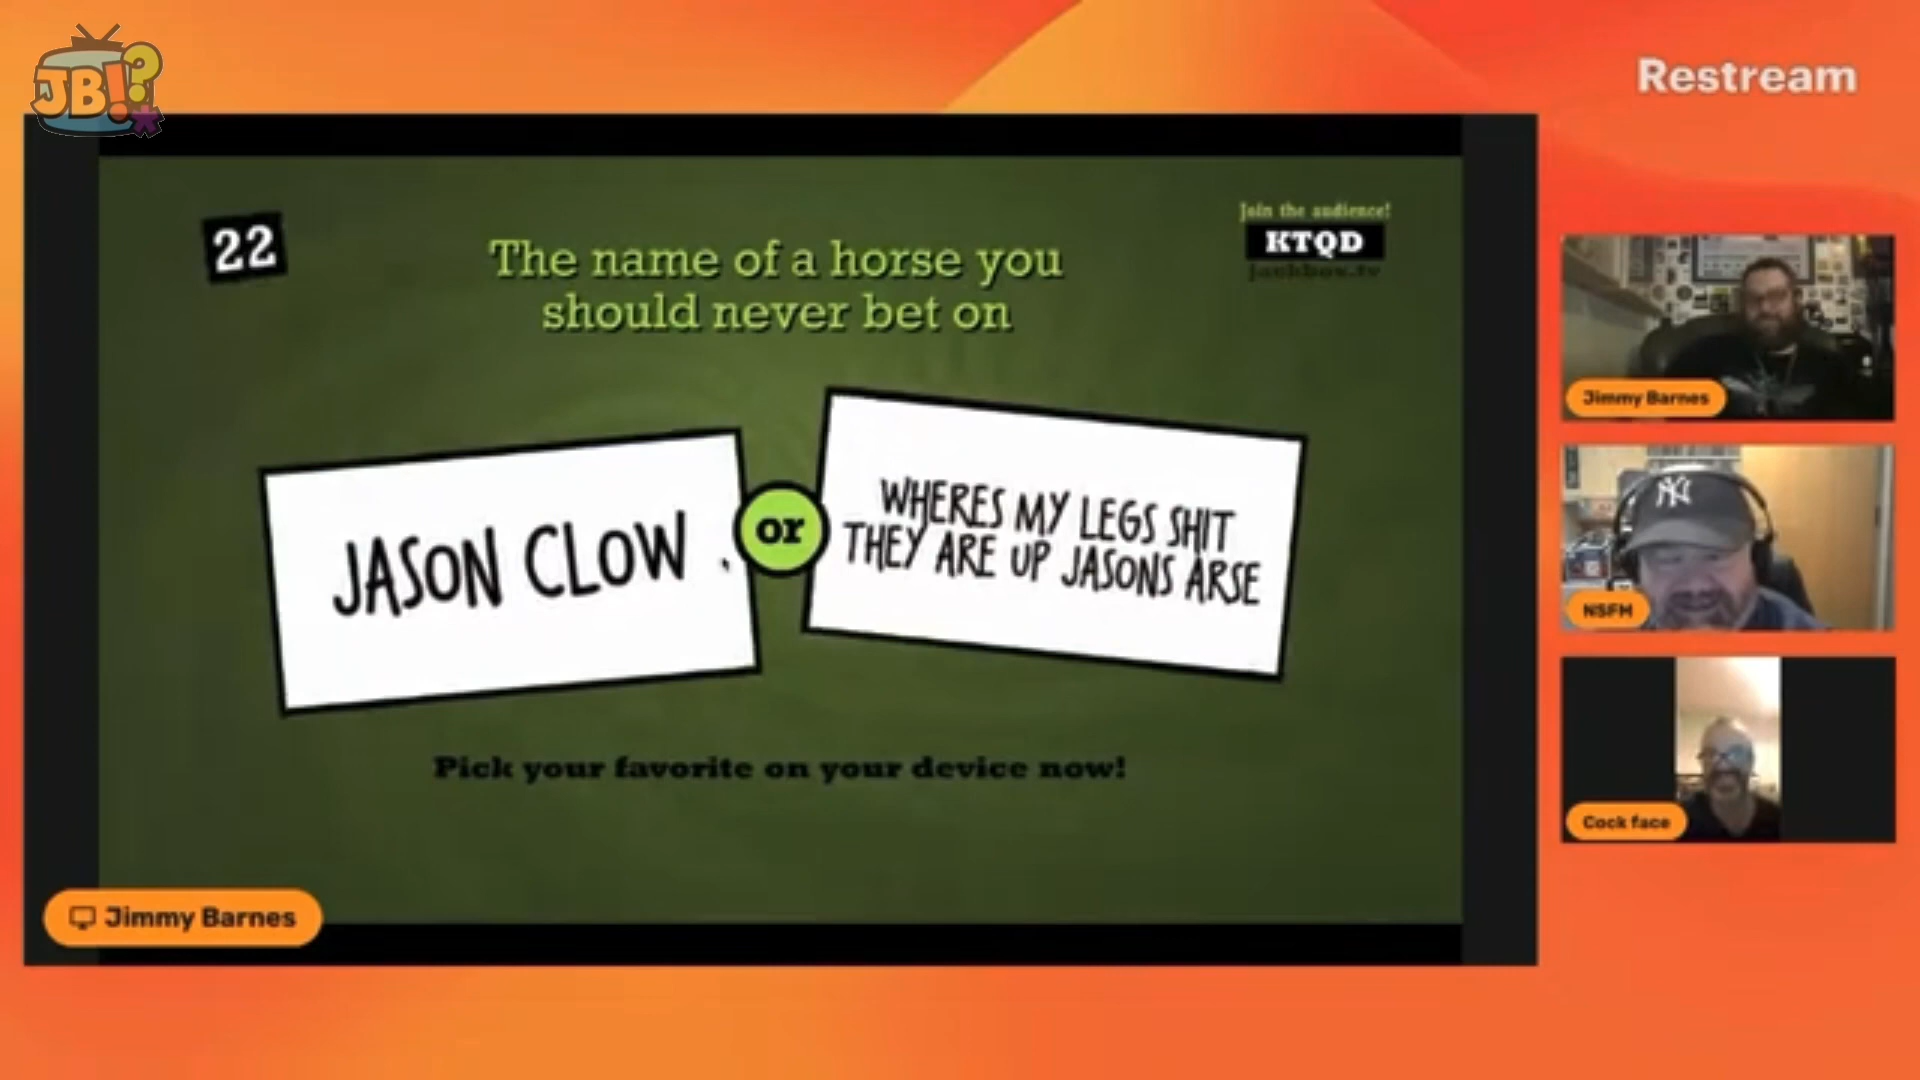 JB!?*
Restream
22
The name of a horse you
should never bet on
Join the audience!
KTQD
jackbox.tv
JASON CLOW .
or
WHERES MY LEGS SHIT
THEY ARE UP JASONS ARSE
Pick your favorite on your device now!
Jimmy Barnes
Jimmy Barnes
NY
NSFM
Cock face